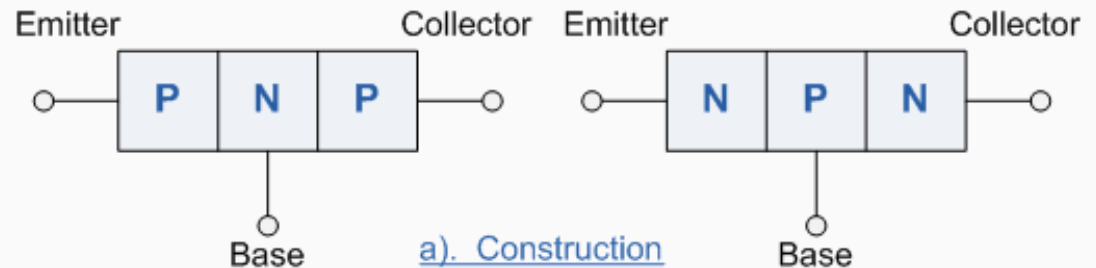 Emitter Collector Emitter Collector
P N P N P N
Base a). Construction Base